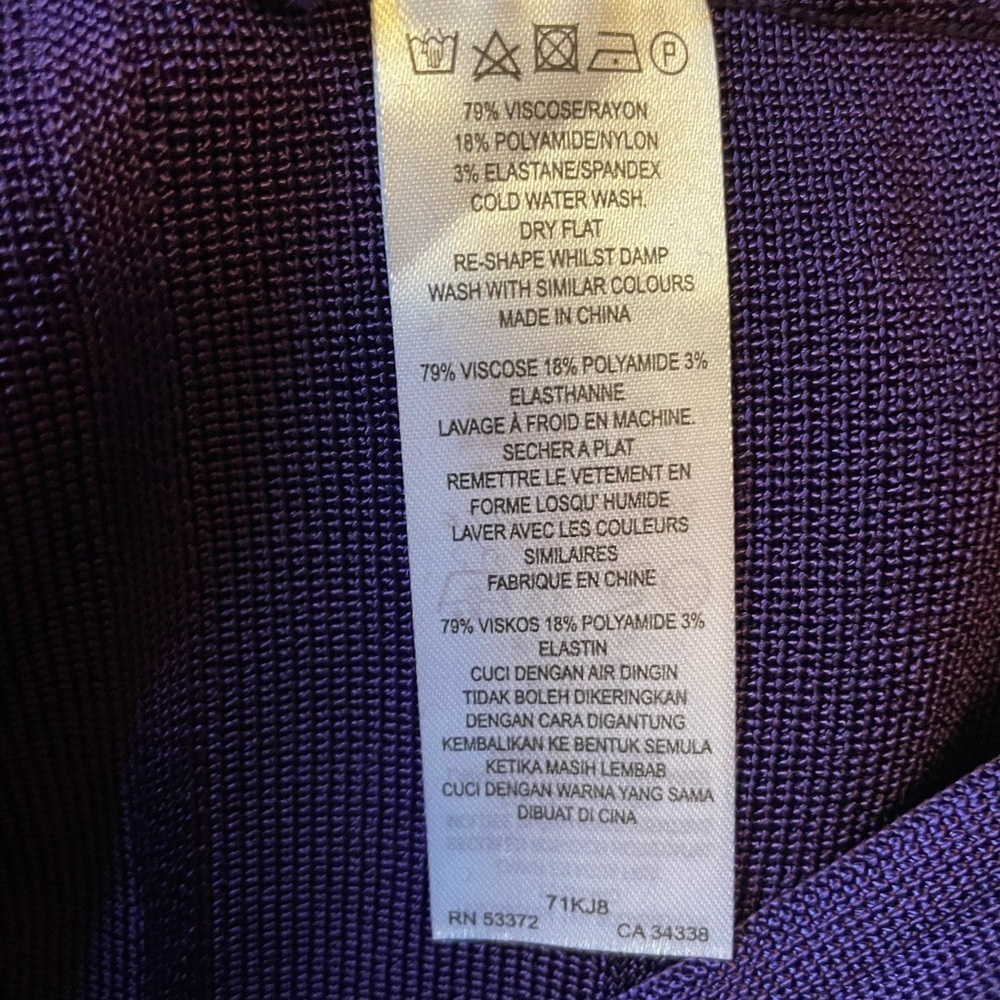 P
79% VISCOSE/RAYON
18% POLYAMIDE/NYLON
3% ELASTANE/SPANDEX
COLD WATER WASH.
DRY FLAT
RE-SHAPE WHILST DAMP
WASH WITH SIMILAR COLOURS
MADE IN CHINA
79% VISCOSE 18% POLYAMIDE 3%
ELASTHANNE
LAVAGE À FROID EN MACHINE.
SECHER A PLAT
REMETTRE LE VETEMENT EN
FORME LOSQU' HUMIDE
LAVER AVEC LES COULEURS
SIMILAIRES
FABRIQUE EN CHINE
79% VISKOS 18% POLYAMIDE 3%
ELASTIN
CUCI DENGAN AIR DINGIN
TIDAK BOLEH DIKERINGKAN
DENGAN CARA DIGANTUNG
KEMBALIKAN KE BENTUK SEMULA
KETIKA MASIH LEMBAB
CUCI DENGAN WARNA YANG SAMA
DIBUAT DI CINA
71KJ8
RN 53372 CA 34338